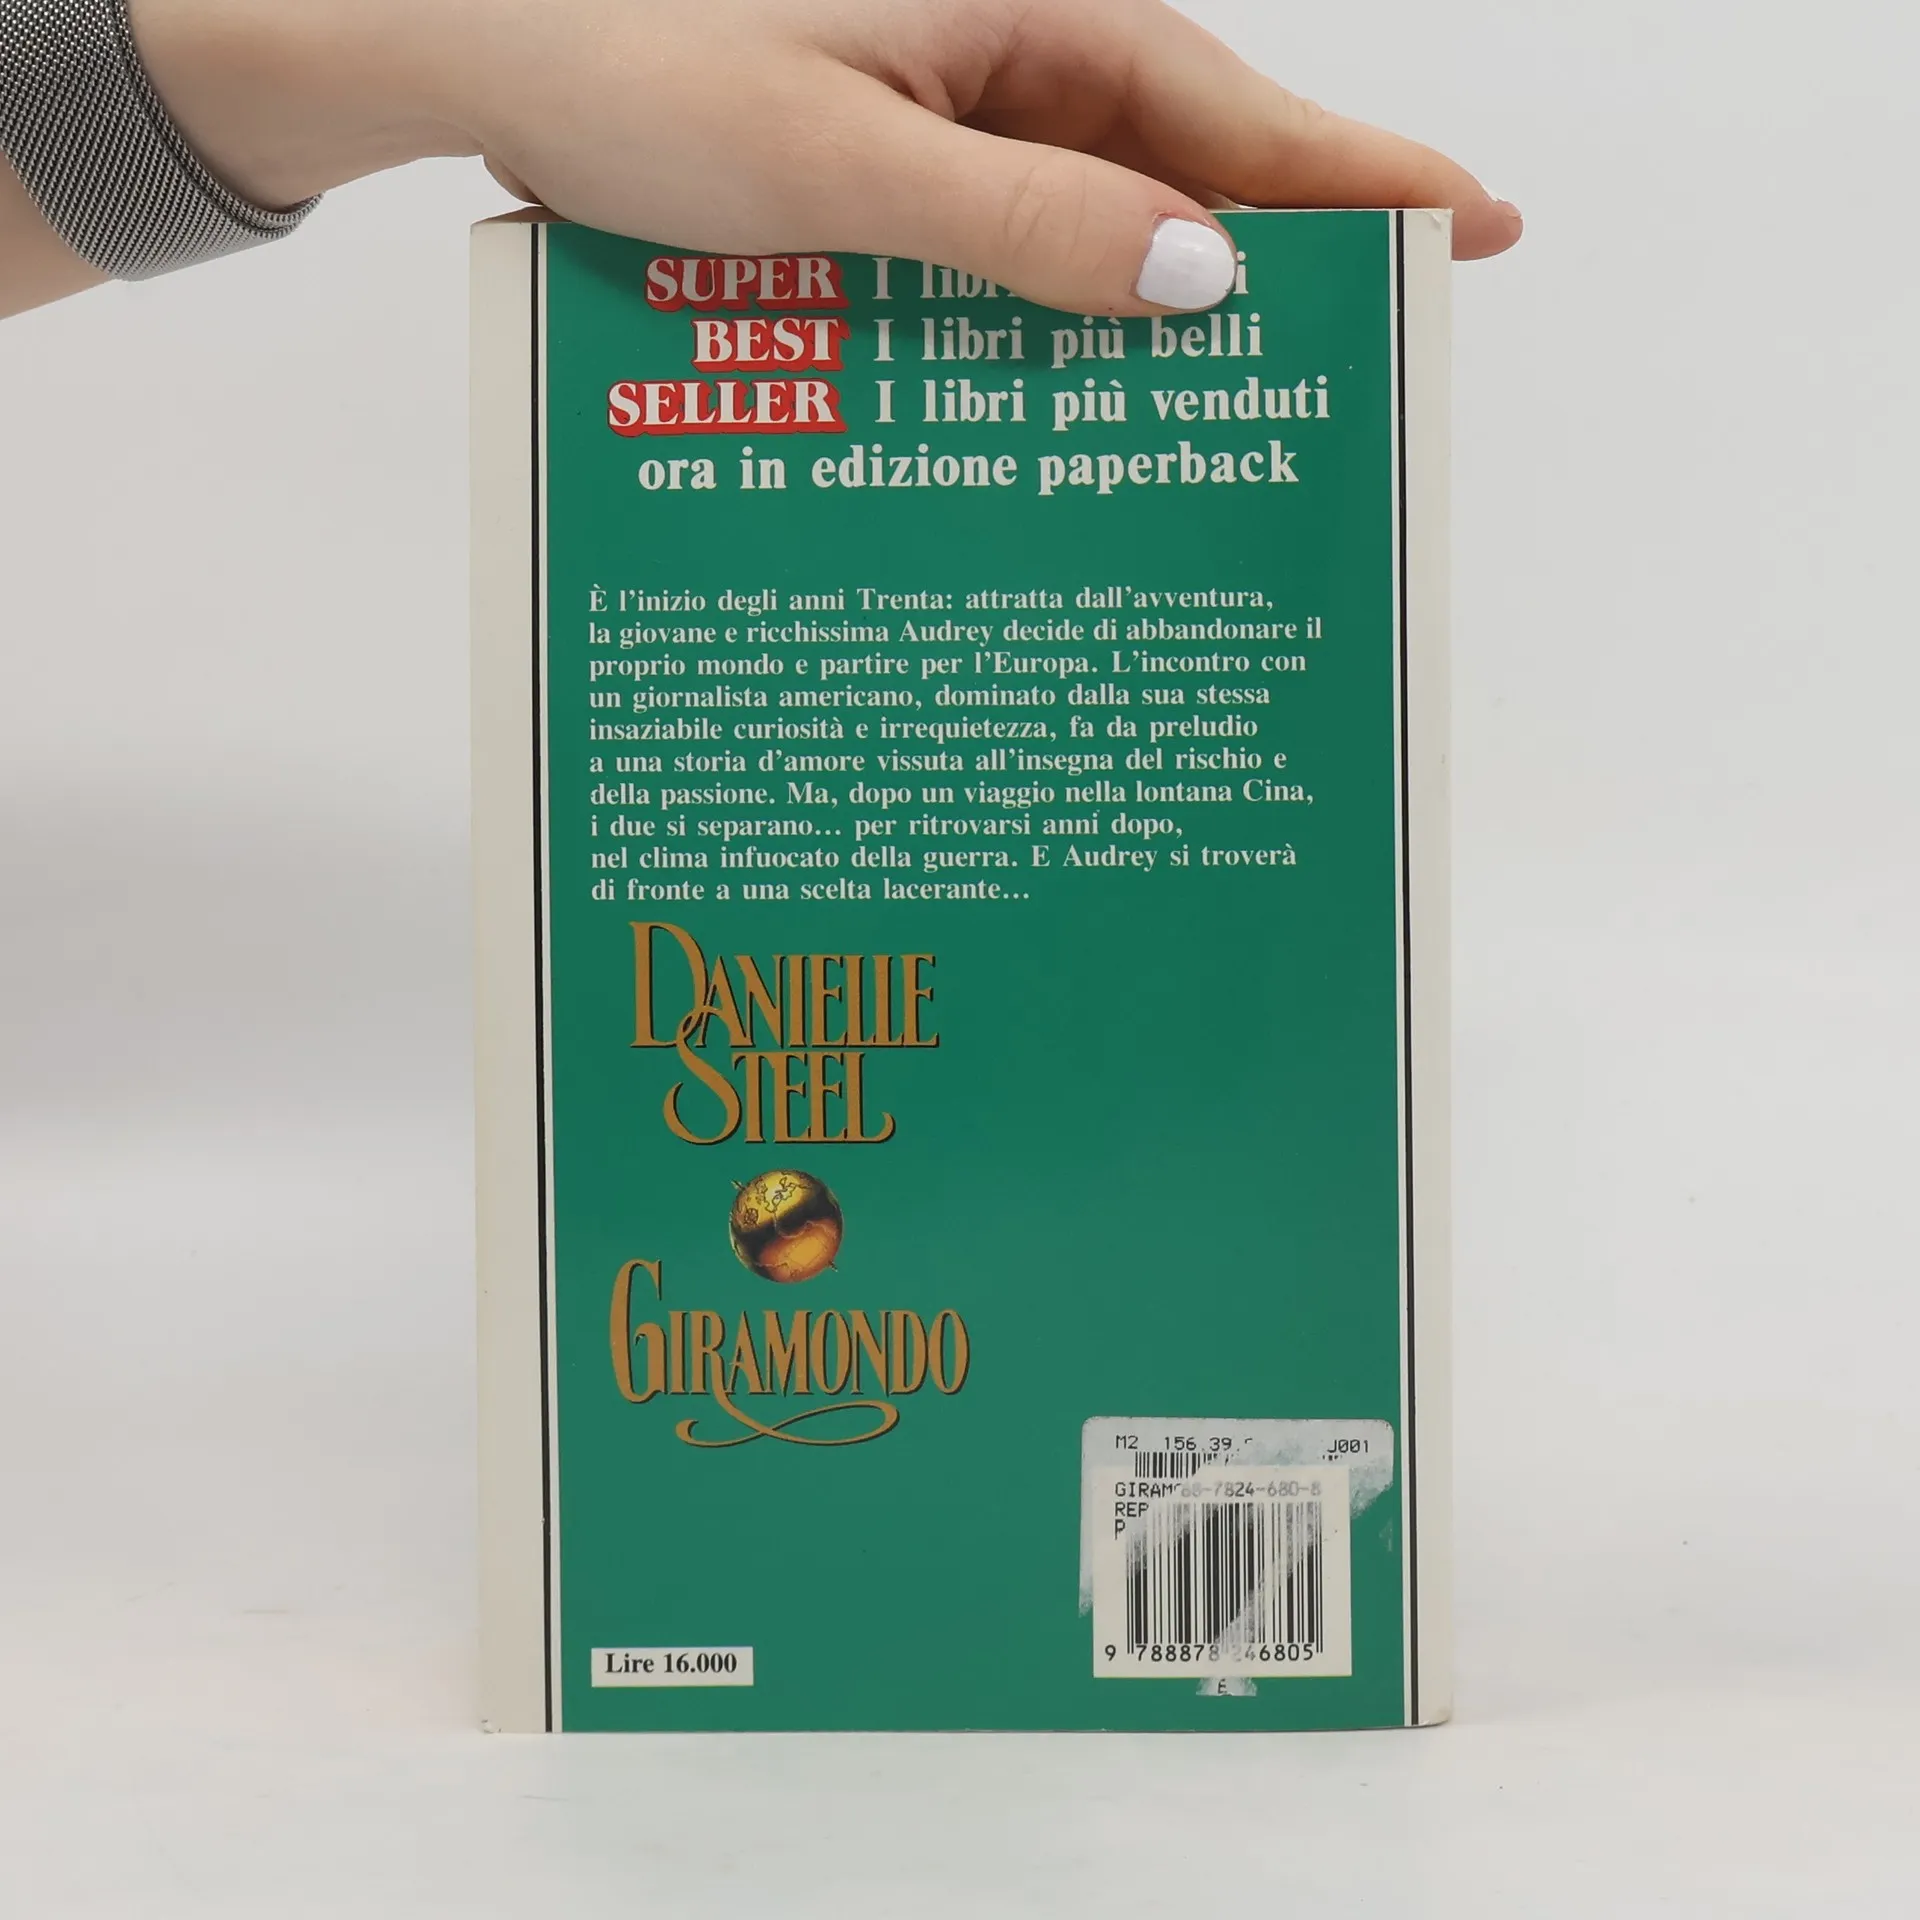 SUPER I
BEST I libri più belli
SELLER I libri più venduti
ora in edizione paperback
È l'inizio degli anni Trenta: attratta dall'avventura,
la giovane e ricchissima Audrey decide di abbandonare il
proprio mondo e partire per l'Europa. L'incontro con
un giornalista americano, dominato dalla sua stessa
insaziabile curiosità e irrequietezza, fa da preludio
a una storia d'amore vissuta all'insegna del rischio e
della passione. Ma, dopo un viaggio nella lontana Cina,
i due si separano... per ritrovarsi anni dopo,
nel clima infuocato della guerra. E Audrey si troverà
di fronte a una scelta lacerante...
DANIELLE
STEEL
GIRAMONDO
M2 156.39. J001
-7824-680-8
9 788878 246805
E
Lire 16.000